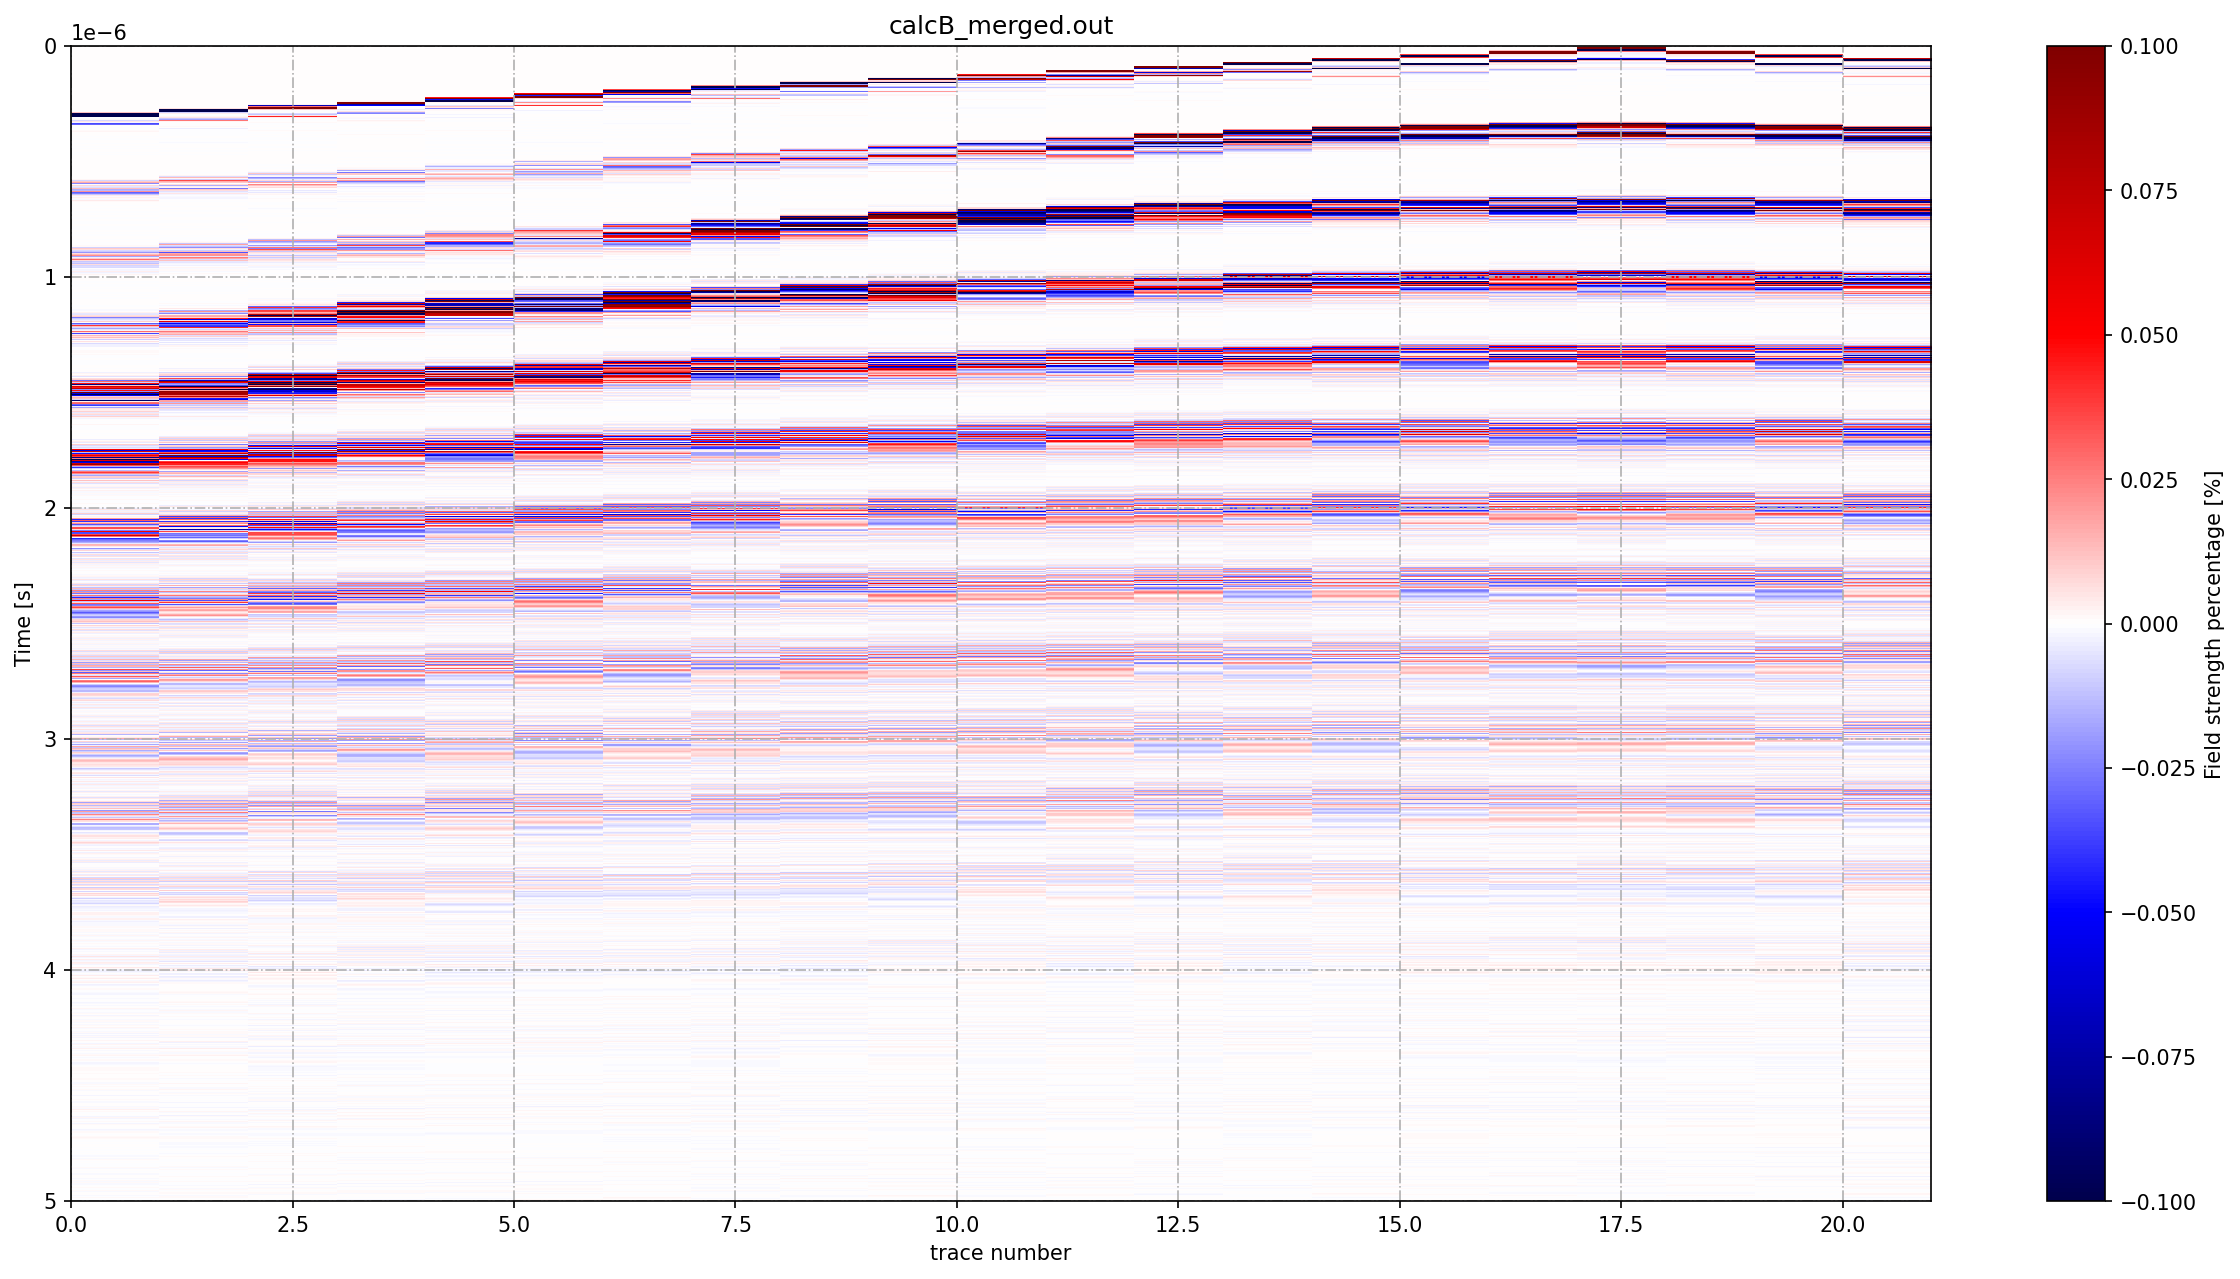 calcB_merged.out
1e−6
0
1
2
3
4
5
Time [s]
0.0 2.5 5.0 7.5 10.0 12.5 15.0 17.5 20.0
trace number
0.100
0.075
0.050
0.025
0.000
−0.025
−0.050
−0.075
−0.100
Field strength percentage [%]